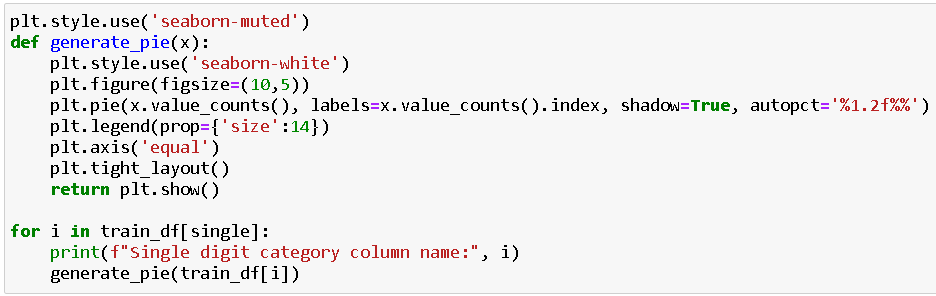 plt.style.use('seaborn-muted')
def generate_pie(x):
    plt.style.use('seaborn-white')
    plt.figure(figsize=(10,5))
    plt.pie(x.value_counts(), labels=x.value_counts().index, shadow=True, autopct='%1.2f%%')
    plt.legend(prop={'size':14})
    plt.axis('equal')
    plt.tight_layout()
    return plt.show()

for i in train_df[single]:
    print(f"Single digit category column name:", i)
    generate_pie(train_df[i])